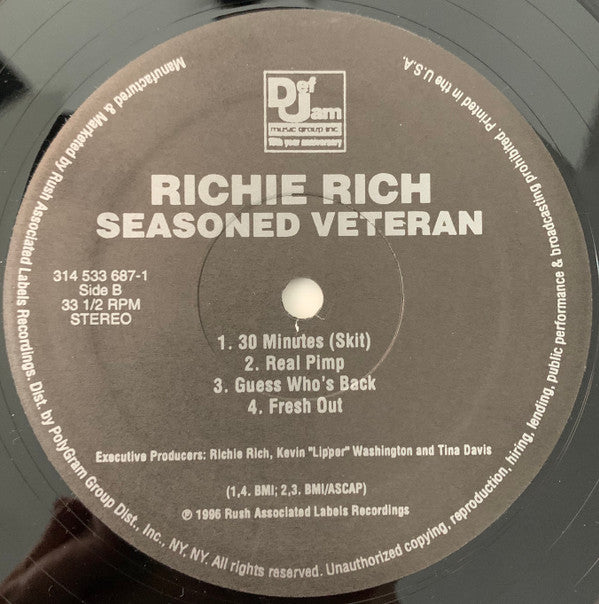 Def
Jam
music group inc.
10th year anniversary
RICHIE RICH
SEASONED VETERAN
314 533 687-1
Side B
33 1/2 RPM
STEREO
1. 30 Minutes (Skit)
2. Real Pimp
3. Guess Who's Back
4. Fresh Out
Executive Producers: Richie Rich, Kevin "Lipper" Washington and Tina Davis
(1,4. BMI; 2,3. BMI/ASCAP)
℗ 1996 Rush Associated Labels Recordings
Manufactured & Marketed by Rush Associated Labels Recordings. Dist. by PolyGram Group Dist., Inc., NY, NY. All rights reserved. Unauthorized copying, reproduction, hiring, lending, public performance & broadcasting prohibited. Printed in the U.S.A.